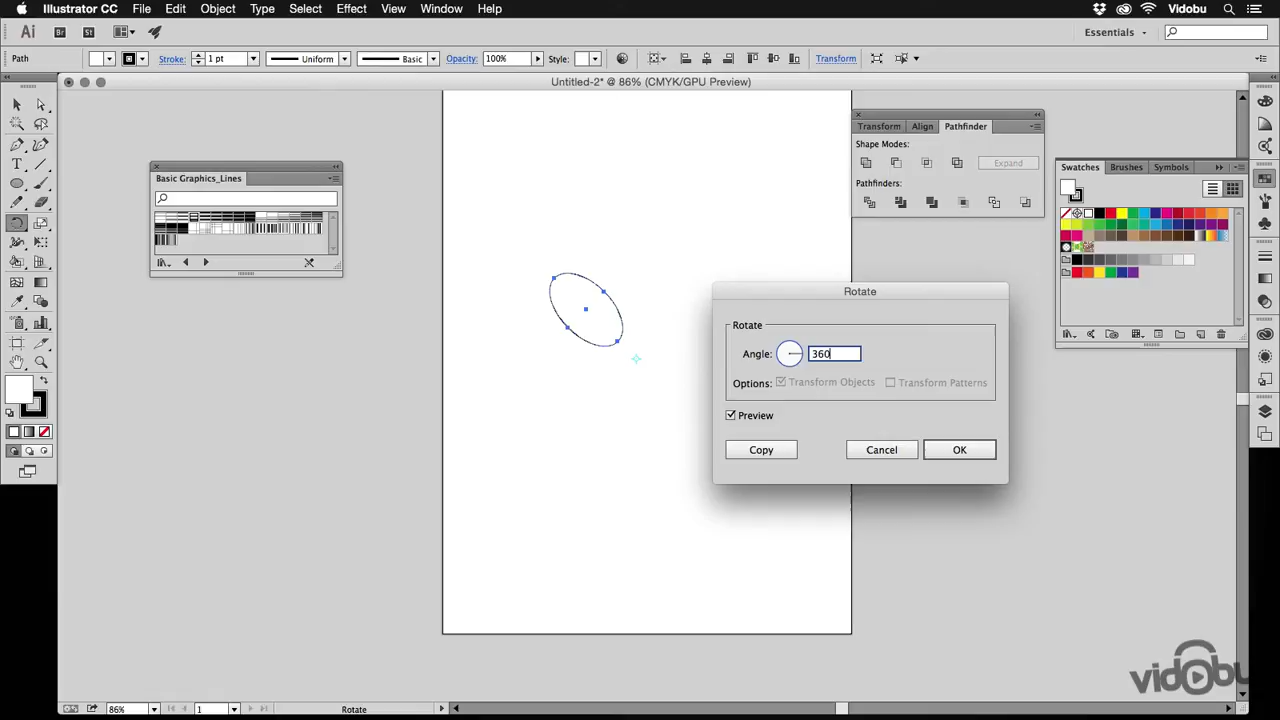 Illustrator CC File Edit Object Type Select Effect View Window Help Vidobu
Ai Br St Essentials
Path Stroke: 1 pt Uniform Basic Opacity: 100% Style: Transform
Untitled-2* @ 86% (CMYK/GPU Preview)
Transform Align Pathfinder
Shape Modes:
Expand
Pathfinders:
Basic Graphics_Lines
Swatches Brushes Symbols
Rotate
Rotate
Angle: 360
Options: Transform Objects Transform Patterns
Preview
Copy Cancel OK
vidobu
86% 1 Rotate